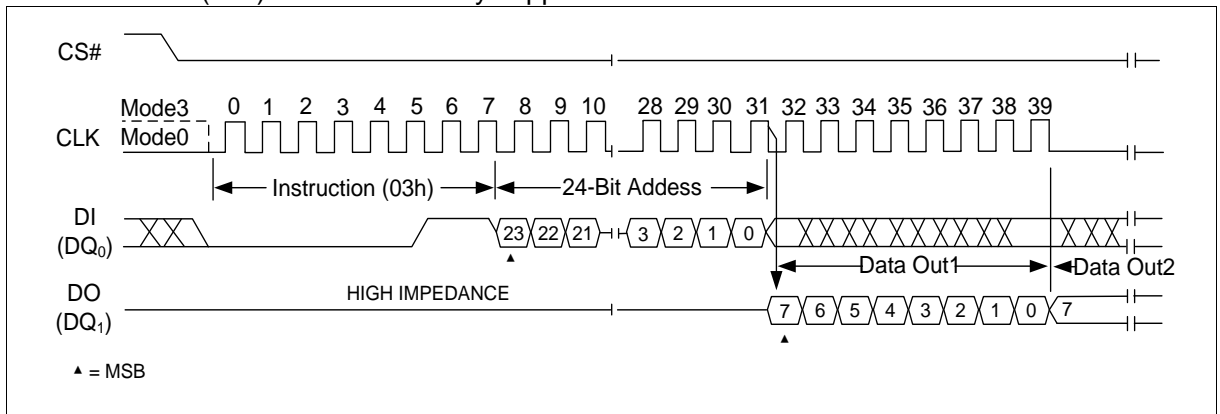 CS#
Mode3 0 1 2 3 4 5 6 7 8 9 10 28 29 30 31 32 33 34 35 36 37 38 39
CLK Mode0
Instruction (03h) 24-Bit Addess
DI
(DQ0) 23 22 21 3 2 1 0
Data Out1 Data Out2
DO HIGH IMPEDANCE 7 6 5 4 3 2 1 0 7
(DQ1)
▲ = MSB